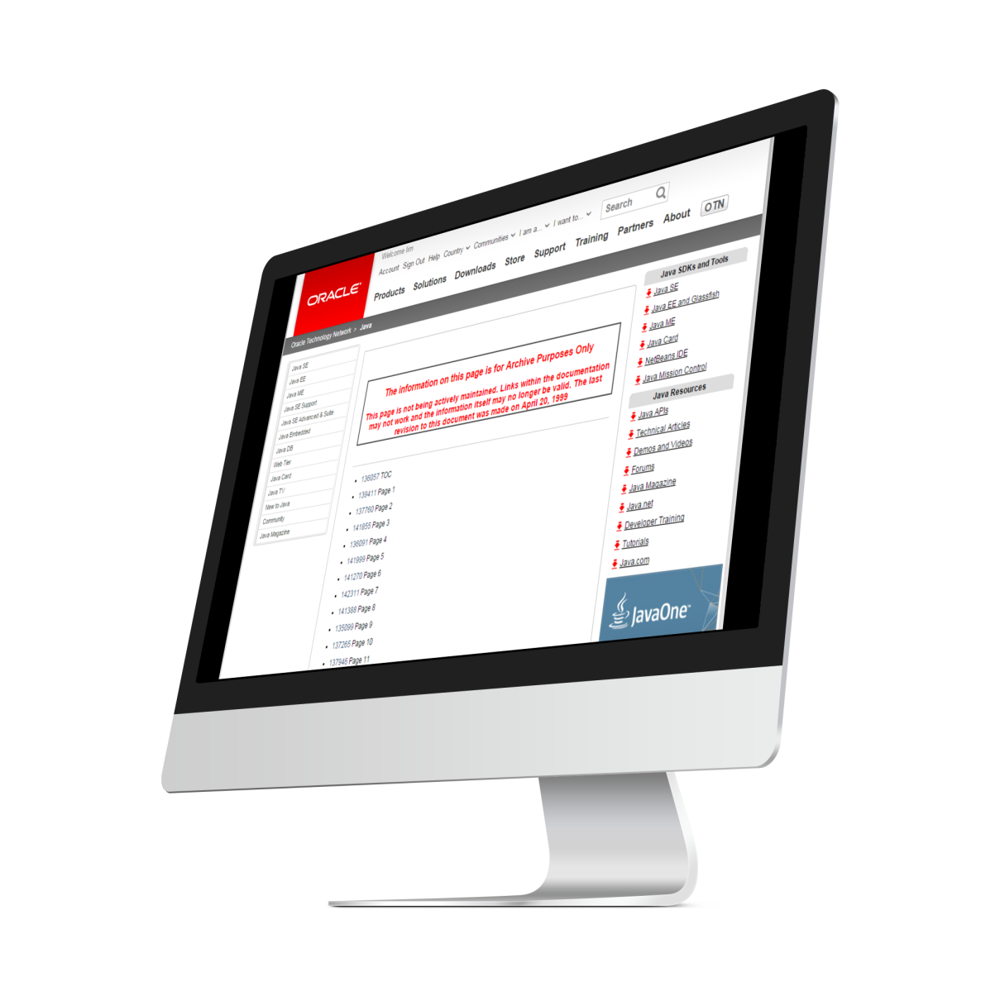 Welcome lim
Account Sign Out Help Country Communities I am a... I want to... Search
Products Solutions Downloads Store Support Training Partners About OTN
ORACLE
Oracle Technology Network > Java
Java SE
Java EE
Java ME
Java SE Support
Java SE Advanced & Suite
Java Embedded
Java DB
Web Tier
Java Card
Java TV
New to Java
Community
Java Magazine
The information on this page is for Archive Purposes Only
This page is not being actively maintained. Links within the documentation
may not work and the information itself may no longer be valid. The last
revision to this document was made on April 20, 1999
136057 TOC
139411 Page 1
137760 Page 2
141855 Page 3
136091 Page 4
141999 Page 5
141270 Page 6
142311 Page 7
141388 Page 8
135099 Page 9
137265 Page 10
137946 Page 11
Java SDKs and Tools
Java SE
Java EE and Glassfish
Java ME
Java Card
NetBeans IDE
Java Mission Control
Java Resources
Java APIs
Technical Articles
Demos and Videos
Forums
Java Magazine
Java.net
Developer Training
Tutorials
Java.com
JavaOne™